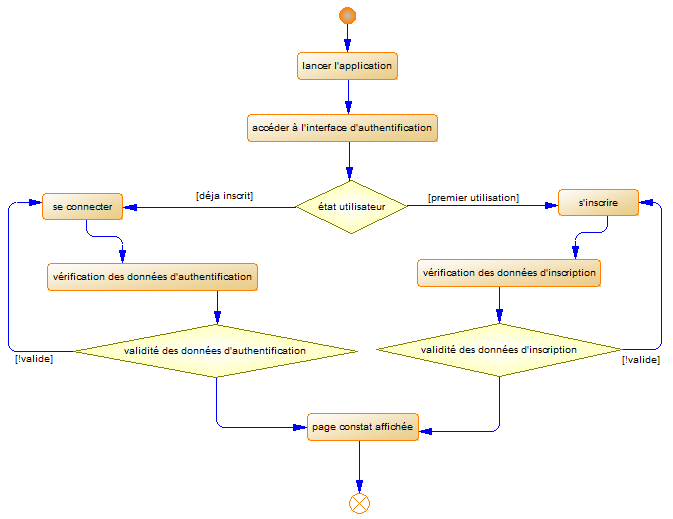 lancer l'application
accéder à l'interface d'authentification
[déja inscrit]
état utilisateur
[premier utilisation]
se connecter
s'inscrire
vérification des données d'authentification
vérification des données d'inscription
validité des données d'authentification
validité des données d'inscription
[!valide]
[!valide]
page constat affichée